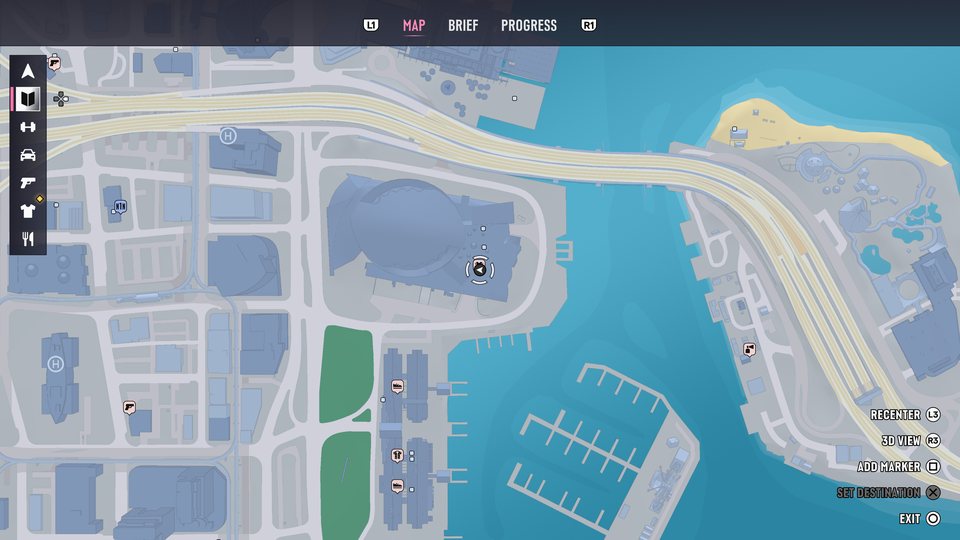 L1 MAP BRIEF PROGRESS R1
H
H
RECENTER L3
3D VIEW R3
ADD MARKER
SET DESTINATION
EXIT